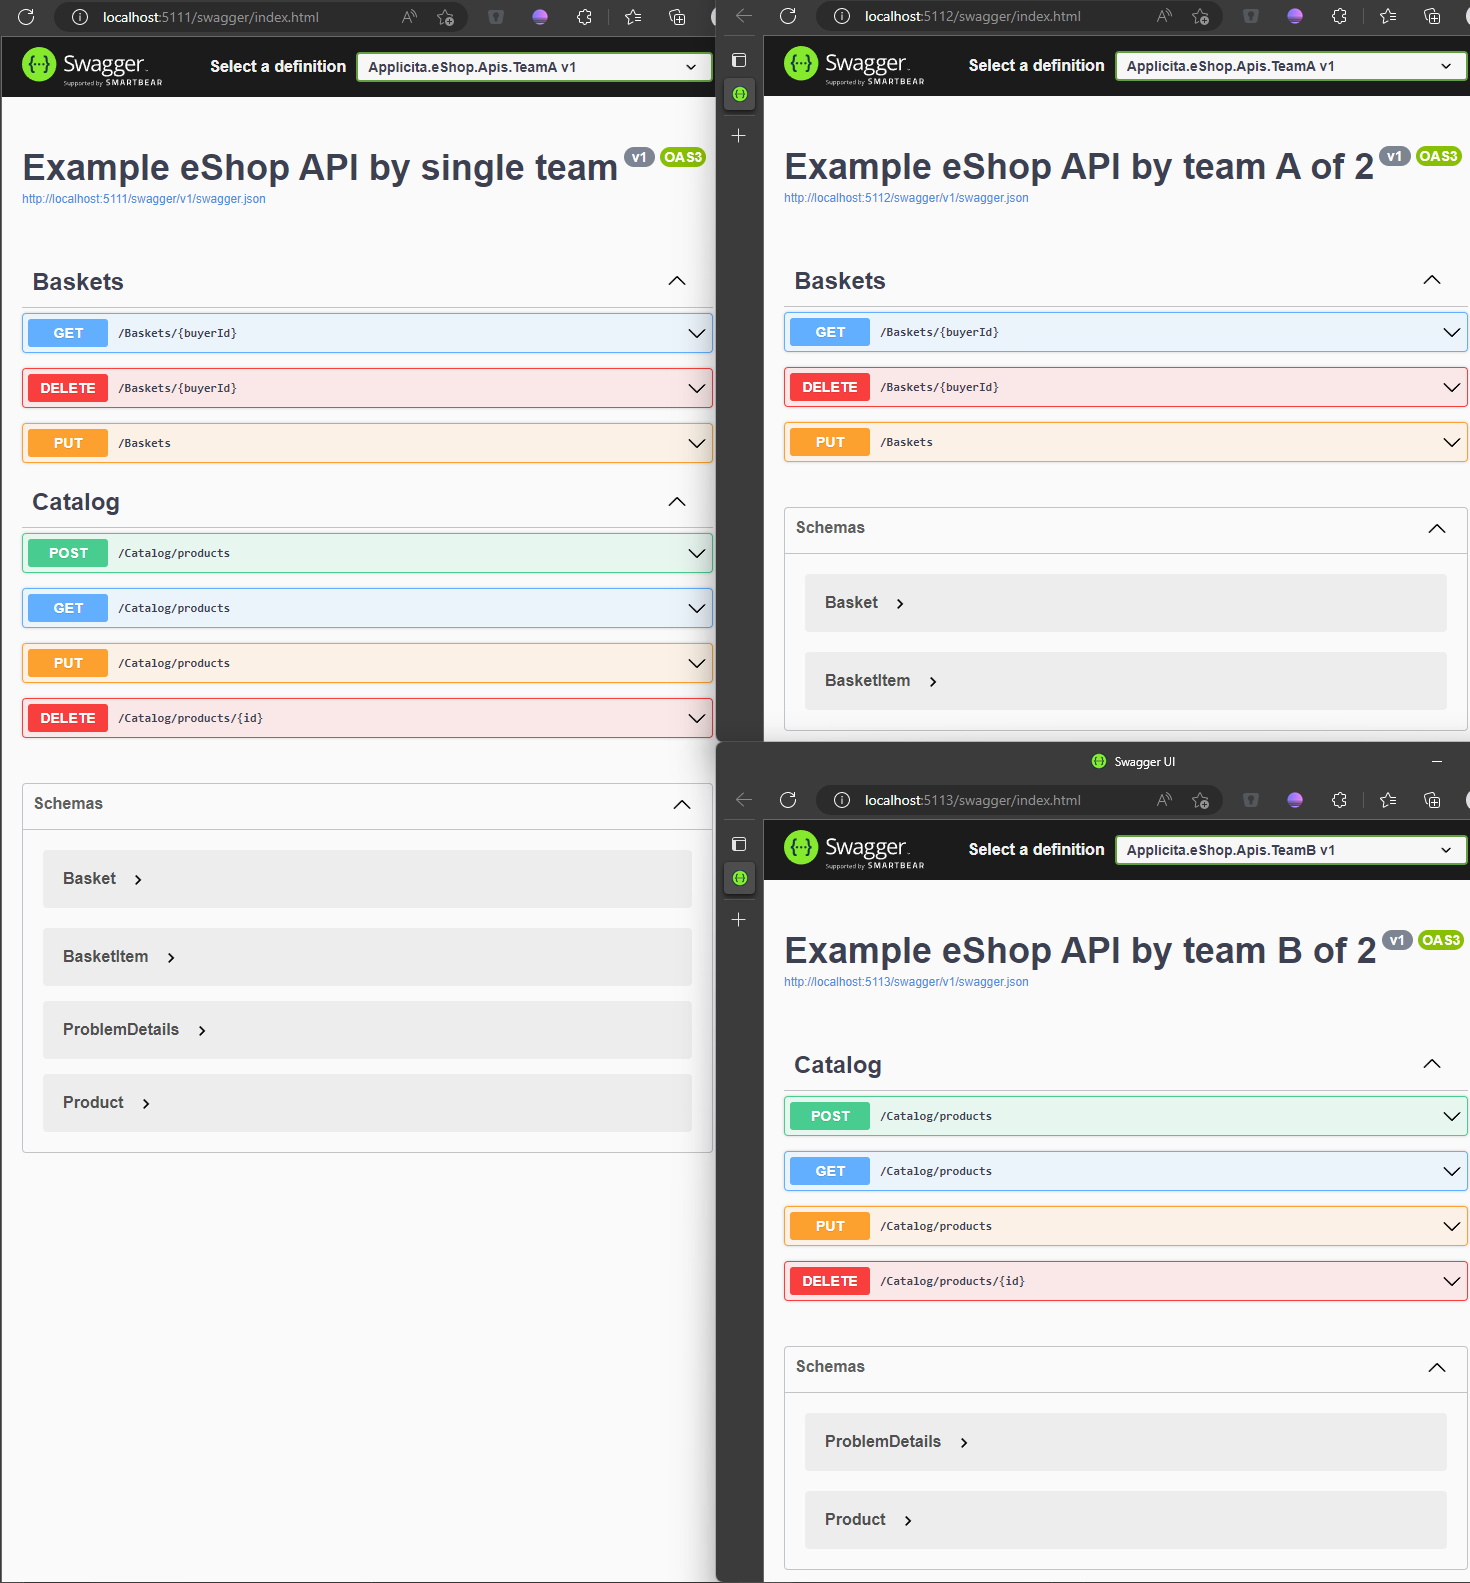 localhost:5111/swagger/index.html
Swagger
Supported by SMARTBEAR
Select a definition
Applicita.eShop.Apis.TeamA v1
Example eShop API by single team v1 OAS3
http://localhost:5111/swagger/v1/swagger.json
Baskets
GET /Baskets/{buyerId}
DELETE /Baskets/{buyerId}
PUT /Baskets
Catalog
POST /Catalog/products
GET /Catalog/products
PUT /Catalog/products
DELETE /Catalog/products/{id}
Schemas
Basket
BasketItem
ProblemDetails
Product
localhost:5112/swagger/index.html
Swagger
Supported by SMARTBEAR
Select a definition
Applicita.eShop.Apis.TeamA v1
Example eShop API by team A of 2 v1 OAS3
http://localhost:5112/swagger/v1/swagger.json
Baskets
GET /Baskets/{buyerId}
DELETE /Baskets/{buyerId}
PUT /Baskets
Schemas
Basket
BasketItem
Swagger UI
localhost:5113/swagger/index.html
Swagger
Supported by SMARTBEAR
Select a definition
Applicita.eShop.Apis.TeamB v1
Example eShop API by team B of 2 v1 OAS3
http://localhost:5113/swagger/v1/swagger.json
Catalog
POST /Catalog/products
GET /Catalog/products
PUT /Catalog/products
DELETE /Catalog/products/{id}
Schemas
ProblemDetails
Product